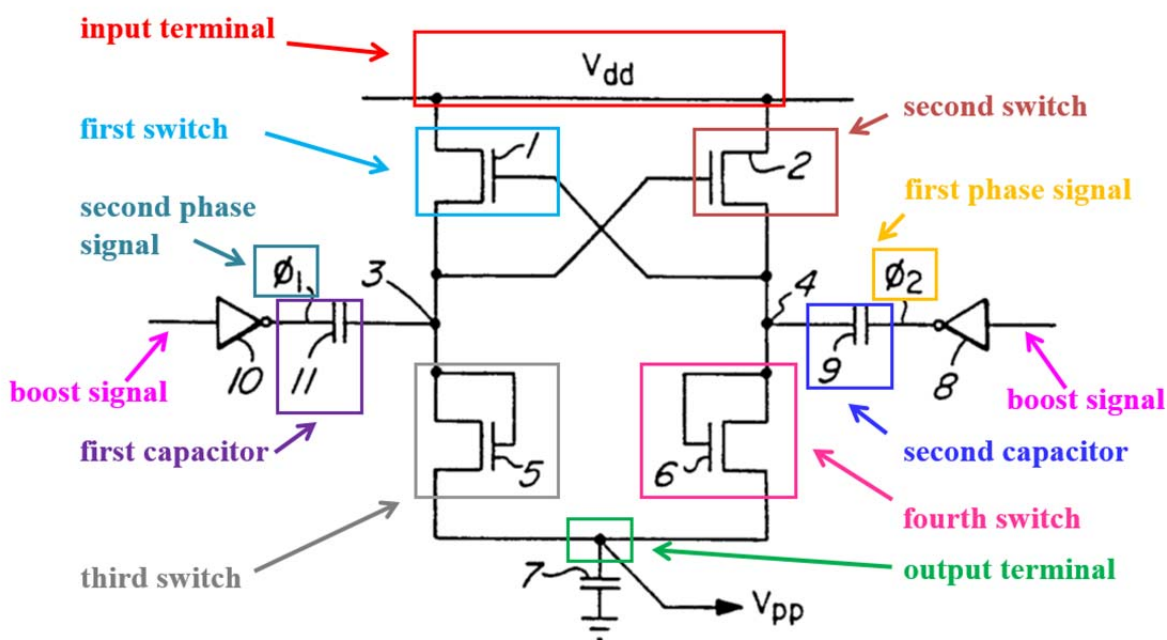 input terminal
Vdd
first switch
second switch
1
2
second phase
signal
first phase signal
ø1
3
4
ø2
10
11
9
8
boost signal
boost signal
first capacitor
second capacitor
5
6
fourth switch
third switch
7
output terminal
Vpp